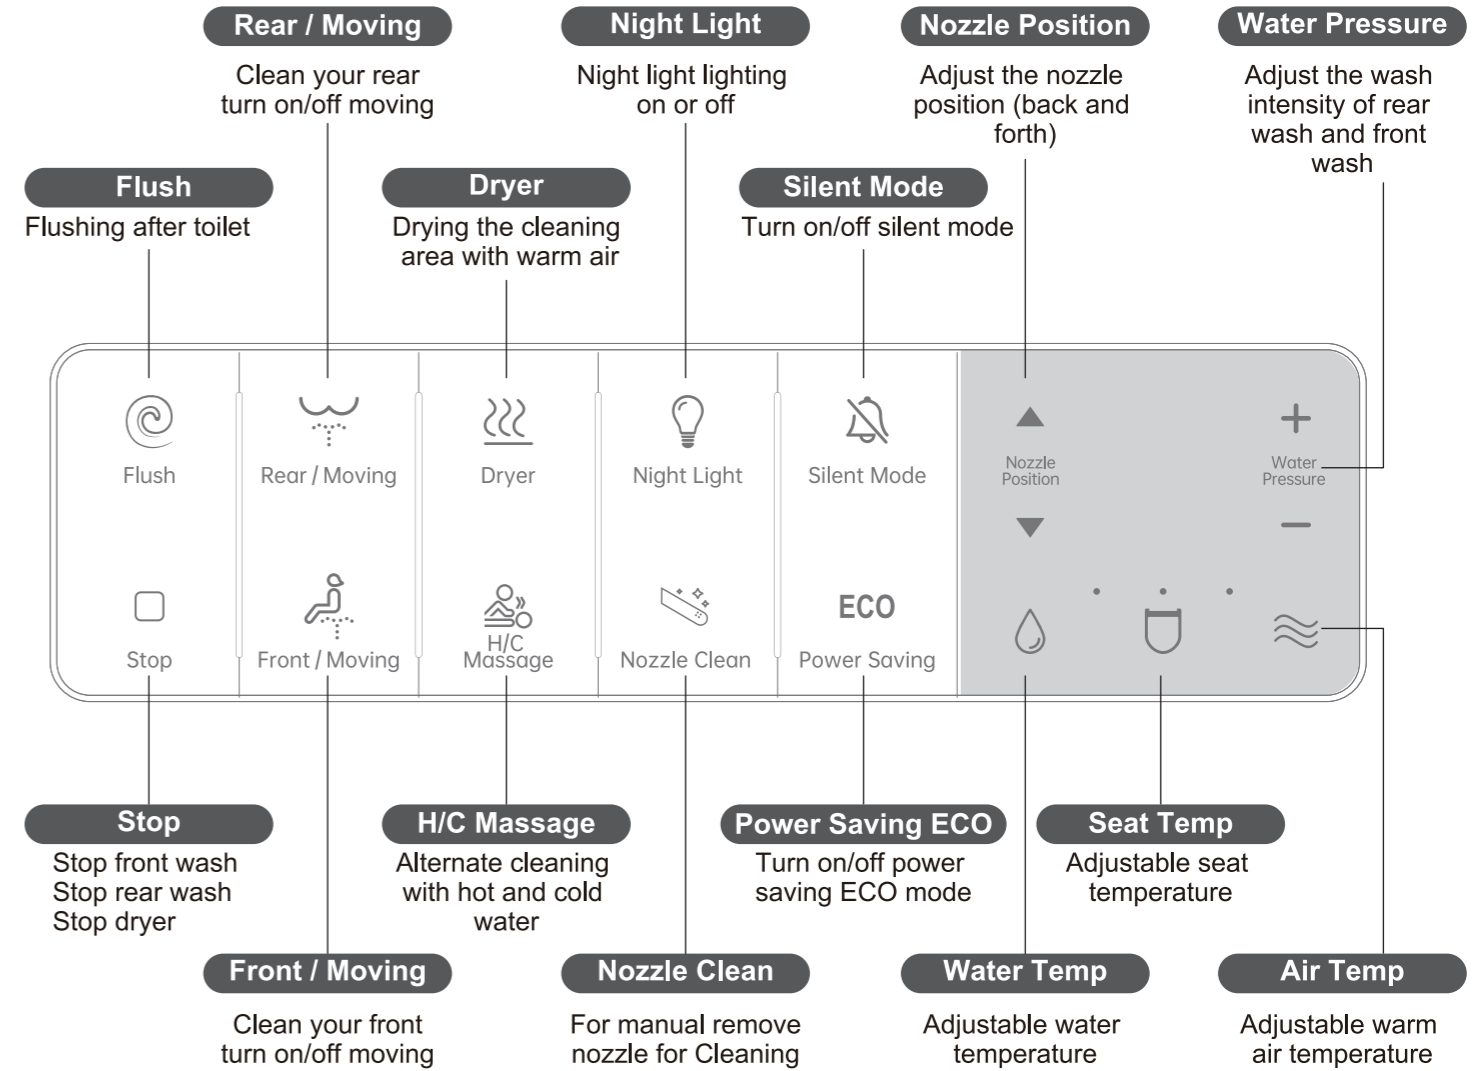 Rear / Moving
Clean your rear
turn on/off moving
Night Light
Night light lighting
on or off
Nozzle Position
Adjust the nozzle
position (back and
forth)
Water Pressure
Adjust the wash
intensity of rear
wash and front
wash
Flush
Flushing after toilet
Dryer
Drying the cleaning
area with warm air
Silent Mode
Turn on/off silent mode
Flush
Rear / Moving
Dryer
Night Light
Silent Mode
Nozzle
Position
Water
Pressure
Stop
Front / Moving
H/C
Massage
Nozzle Clean
ECO
Power Saving
Stop
Stop front wash
Stop rear wash
Stop dryer
H/C Massage
Alternate cleaning
with hot and cold
water
Power Saving ECO
Turn on/off power
saving ECO mode
Seat Temp
Adjustable seat
temperature
Front / Moving
Clean your front
turn on/off moving
Nozzle Clean
For manual remove
nozzle for Cleaning
Water Temp
Adjustable water
temperature
Air Temp
Adjustable warm
air temperature